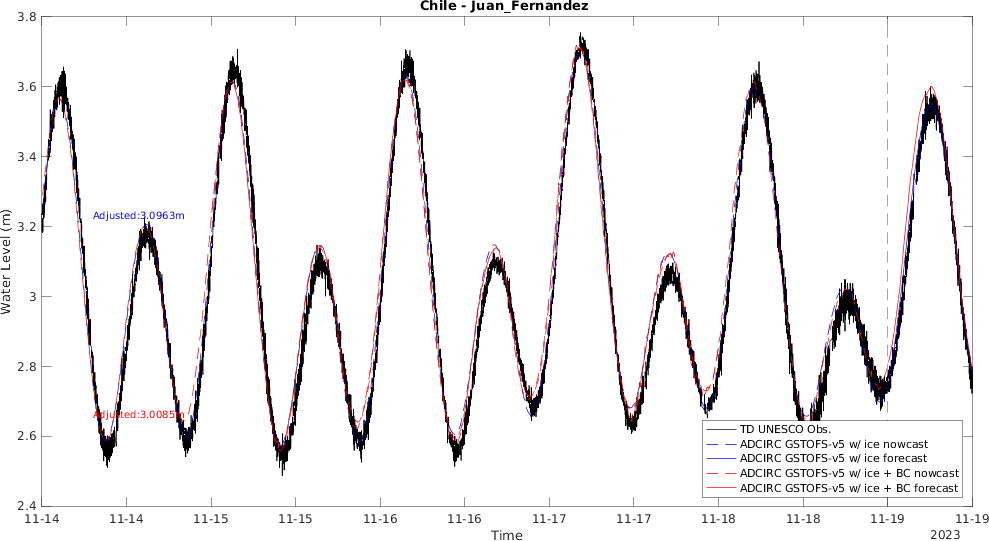 Chile - Juan_Fernandez
3.8
3.6
3.4
3.2
3
2.8
2.6
2.4
Water Level (m)
Adjusted:3.0963m
Adjusted:3.0085m
TD UNESCO Obs.
ADCIRC GSTOFS-v5 w/ ice nowcast
ADCIRC GSTOFS-v5 w/ ice forecast
ADCIRC GSTOFS-v5 w/ ice + BC nowcast
ADCIRC GSTOFS-v5 w/ ice + BC forecast
11-14 11-14 11-15 11-15 11-16 11-16 11-17 11-17 11-18 11-18 11-19 11-19
Time
2023